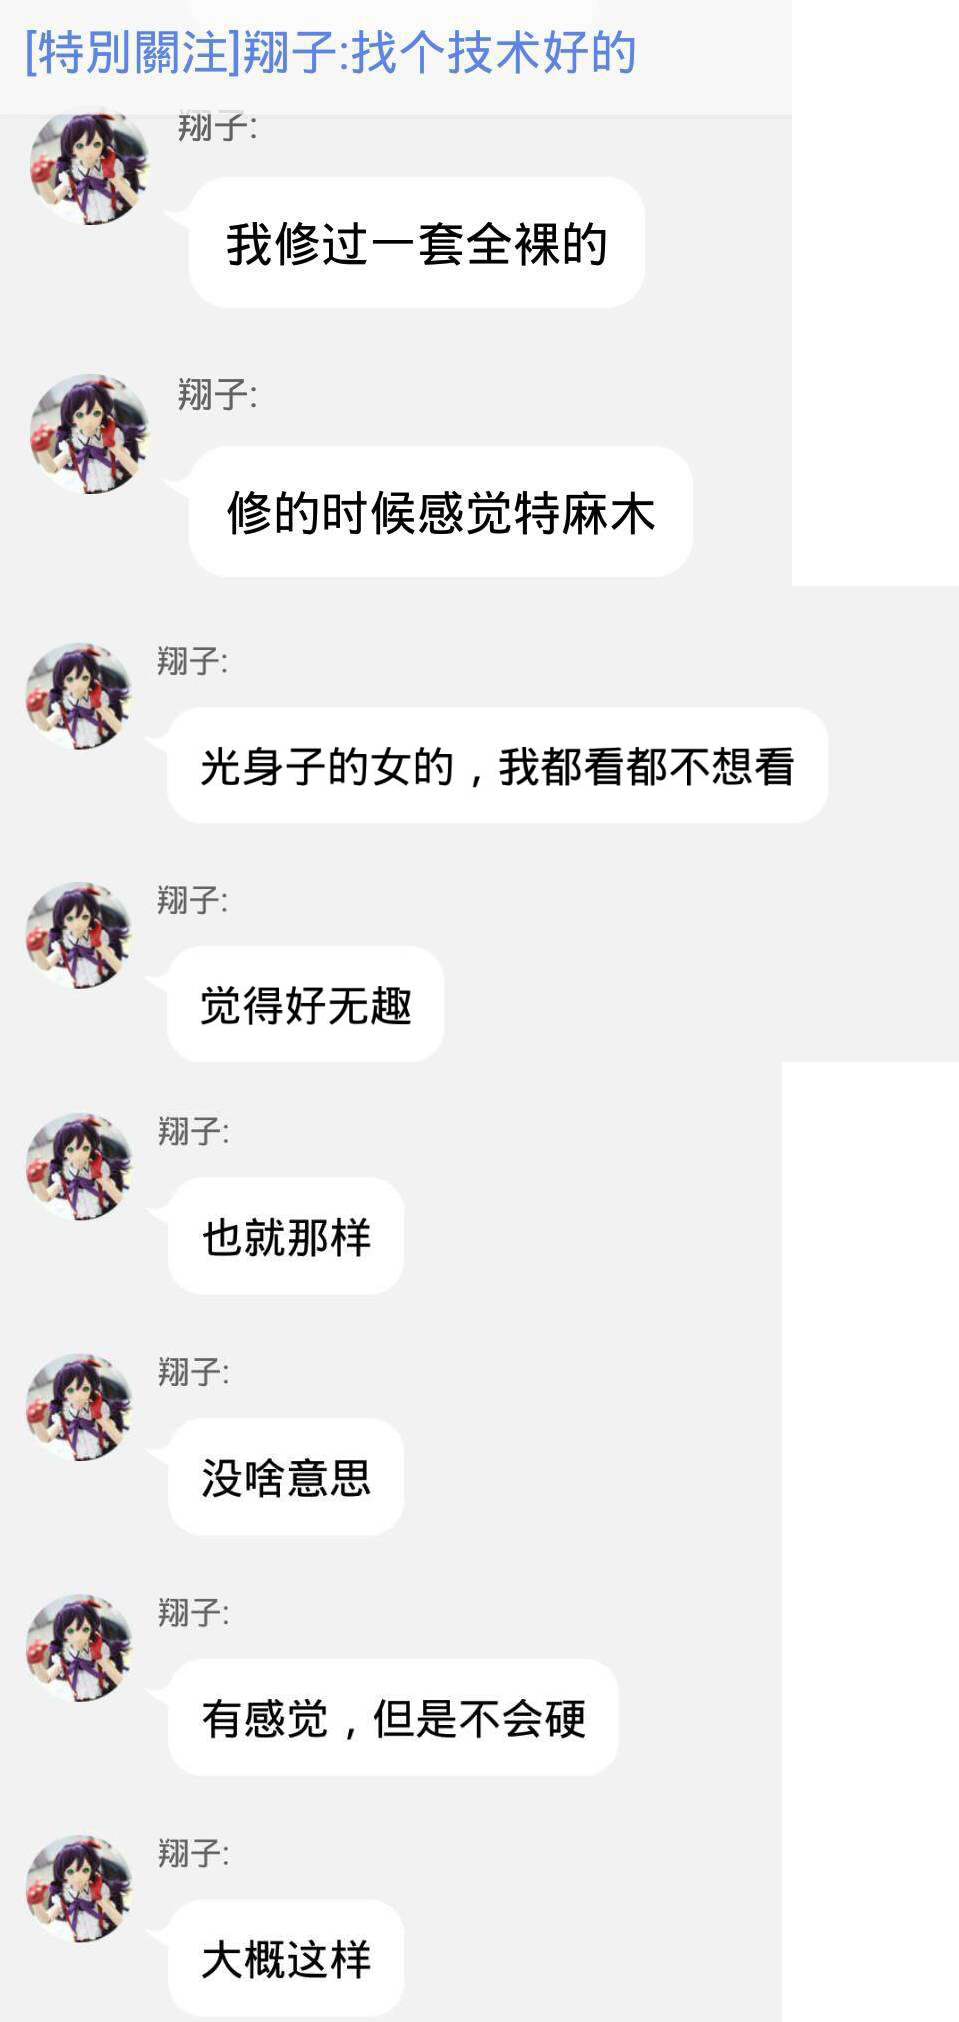 [特別關注]翔子:找个技术好的
翔子:
我修过一套全裸的
翔子:
修的时候感觉特麻木
翔子:
光身子的女的，我都看都不想看
翔子:
觉得好无趣
翔子:
也就那样
翔子:
没啥意思
翔子:
有感觉，但是不会硬
翔子:
大概这样